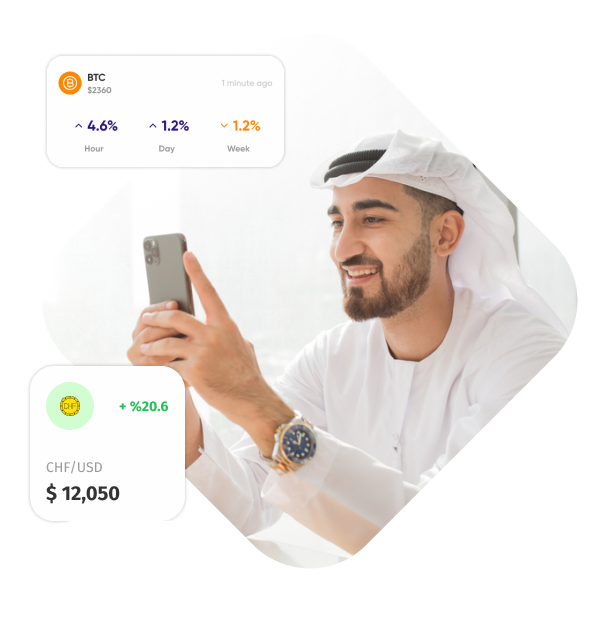 BTC
$2360
1 minute ago
4.6% 1.2% 1.2%
Hour Day Week
CHF
+ %20.6
CHF/USD
$ 12,050